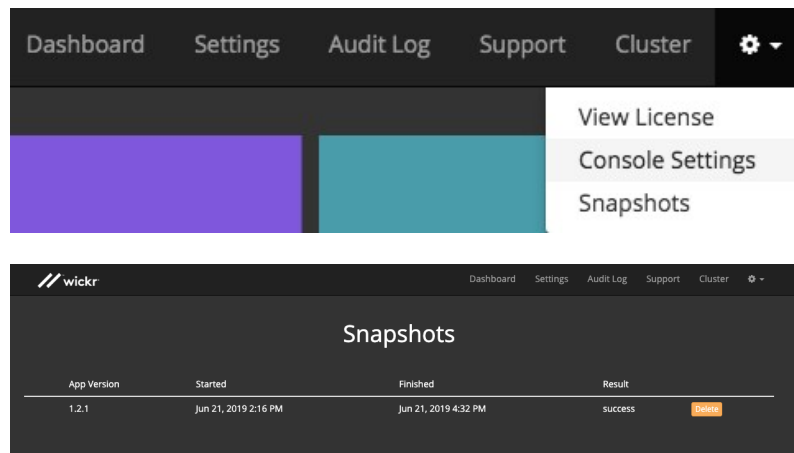 Dashboard Settings Audit Log Support Cluster
View License
Console Settings
Snapshots
wickr
Dashboard Settings Audit Log Support Cluster
Snapshots
App Version Started Finished Result
1.2.1 Jun 21, 2019 2:16 PM Jun 21, 2019 4:32 PM success Delete